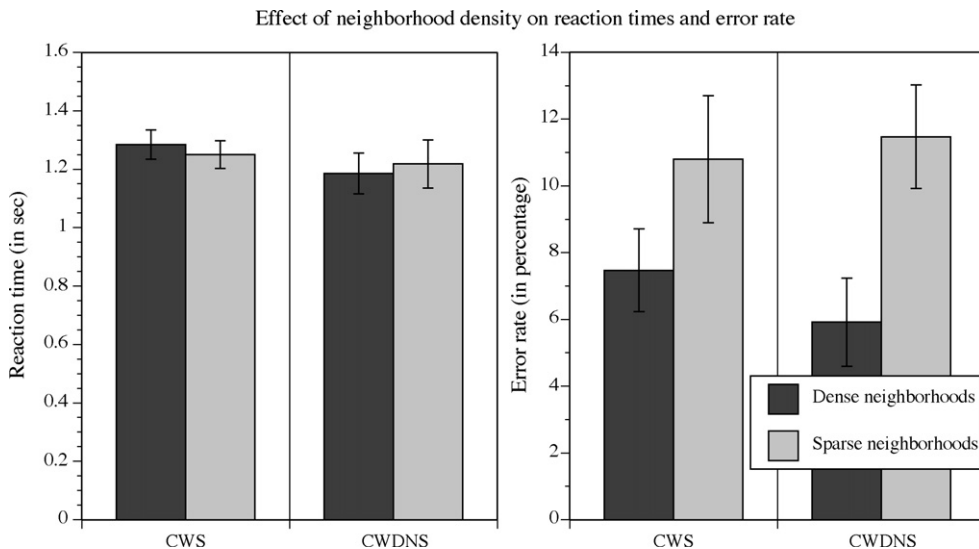 Effect of neighborhood density on reaction times and error rate
Reaction time (in sec)
1.6
1.4
1.2
1
0.8
0.6
0.4
0.2
0
CWS
CWDNS
Error rate (in percentage)
14
12
10
8
6
4
2
0
CWS
CWDNS
Dense neighborhoods
Sparse neighborhoods